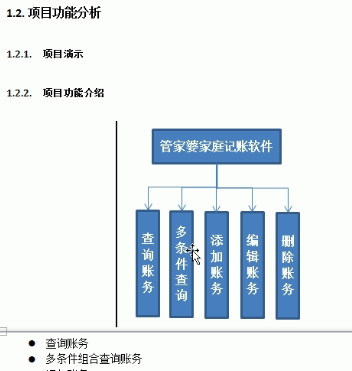 1.2. 项目功能分析
1.2.1. 项目演示
1.2.2. 项目功能介绍
管家婆家庭记账软件
查询账务
多条件查询
添加账务
编辑账务
删除账务
● 查询账务
● 多条件组合查询账务